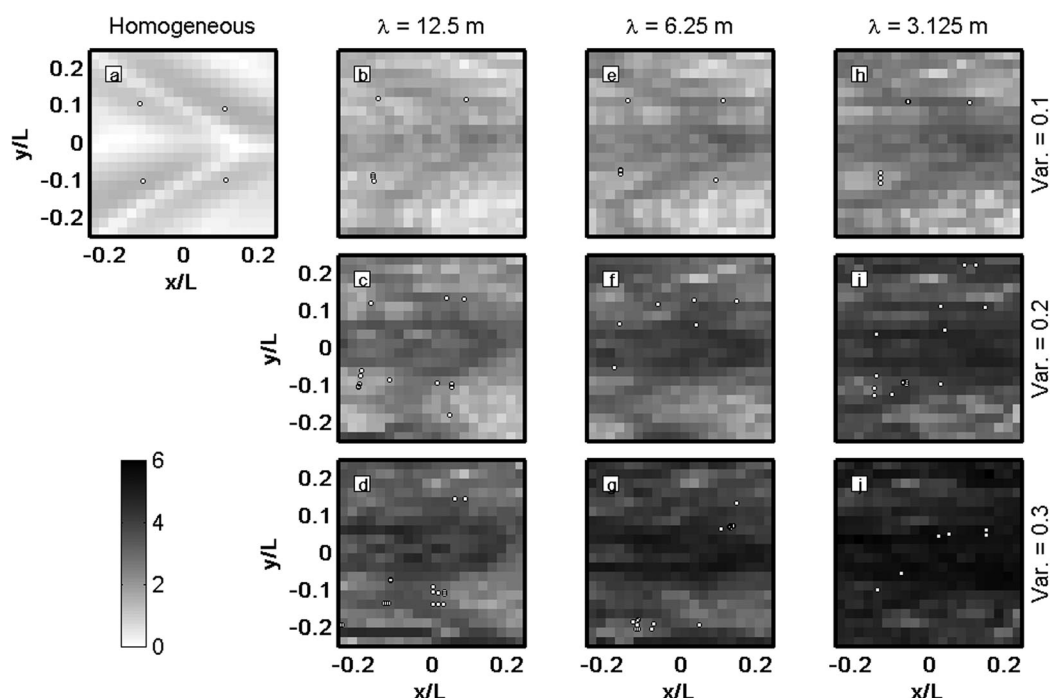 Homogeneous
λ = 12.5 m
λ = 6.25 m
λ = 3.125 m
a
0.2
0.1
0
-0.1
-0.2
y/L
-0.2
0
0.2
x/L
b
e
h
Var. = 0.1
c
0.2
0.1
0
-0.1
-0.2
y/L
f
i
Var. = 0.2
d
0.2
0.1
0
-0.1
-0.2
y/L
g
j
Var. = 0.3
6
4
2
0
-0.2
0
0.2
x/L
-0.2
0
0.2
x/L
-0.2
0
0.2
x/L